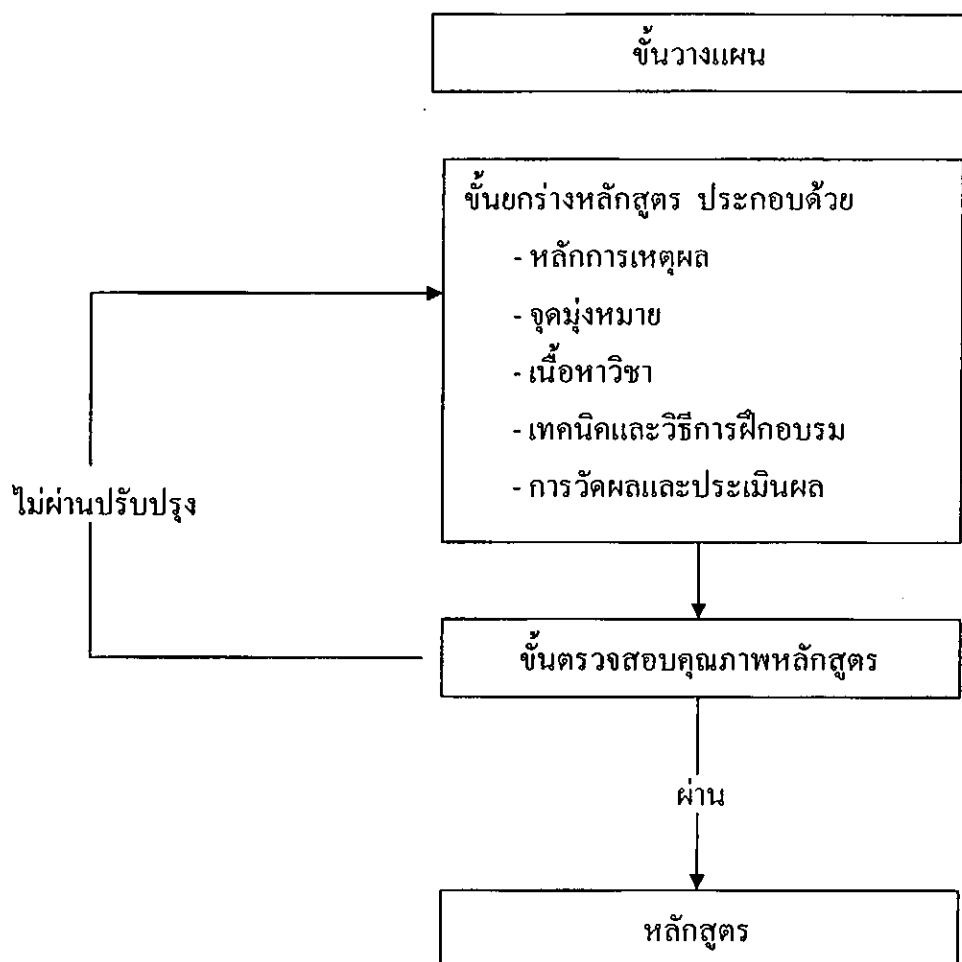 ขั้นวางแผน
ขั้นยกร่างหลักสูตร ประกอบด้วย
- หลักการเหตุผล
- จุดมุ่งหมาย
- เนื้อหาวิชา
- เทคนิคและวิธีการฝึกอบรม
- การวัดผลและประเมินผล
ไม่ผ่านปรับปรุง
ขั้นตรวจสอบคุณภาพหลักสูตร
ผ่าน
หลักสูตร